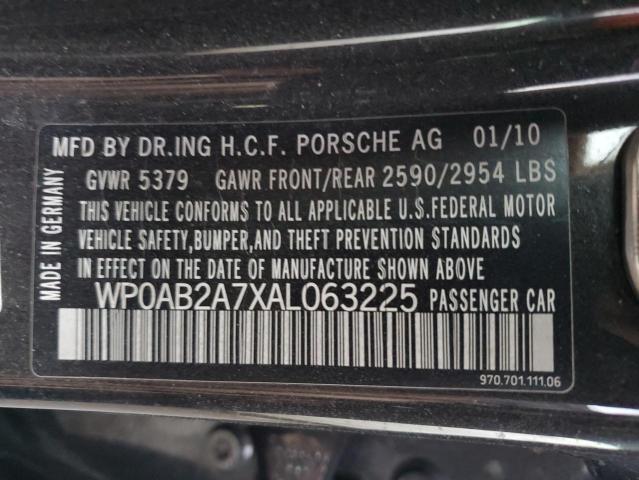 MADE IN GERMANY
MFD BY DR.ING H.C.F. PORSCHE AG 01/10
GVWR 5379 GAWR FRONT/REAR 2590/2954 LBS
THIS VEHICLE CONFORMS TO ALL APPLICABLE U.S.FEDERAL MOTOR
VEHICLE SAFETY,BUMPER,AND THEFT PREVENTION STANDARDS
IN EFFECT ON THE DATE OF MANUFACTURE SHOWN ABOVE
WP0AB2A7XAL063225 PASSENGER CAR
970.701.111.06